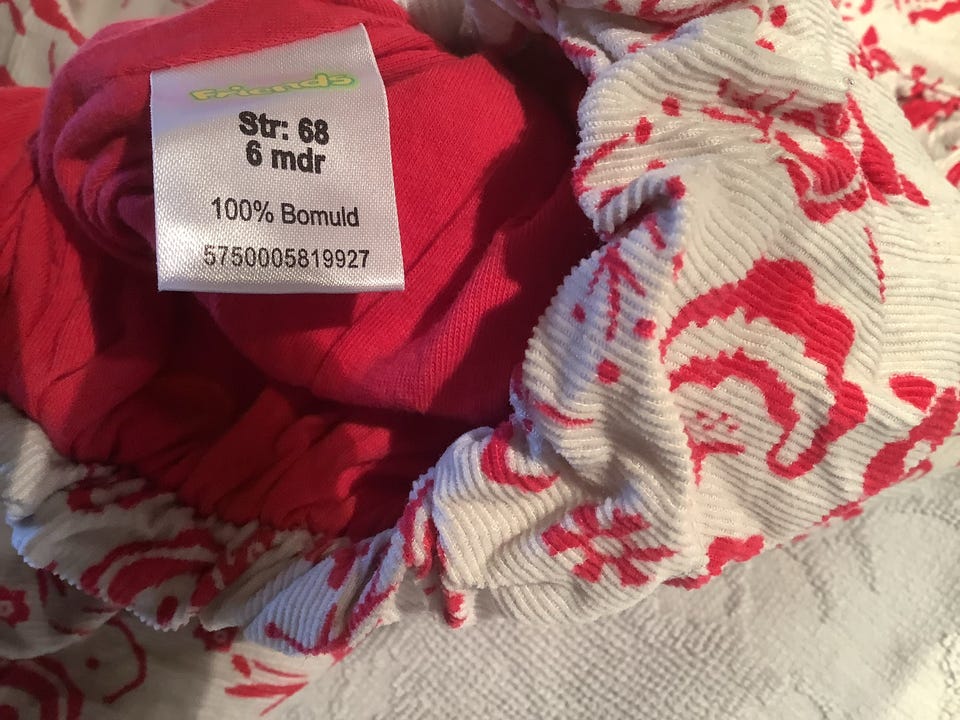 Friends
Str: 68
6 mdr
100% Bomuld
5750005819927